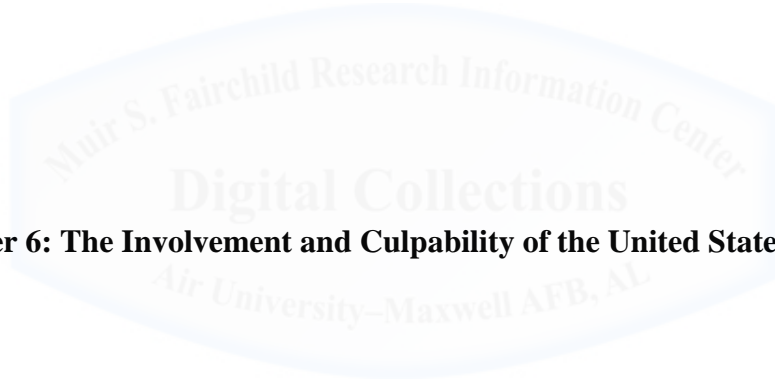 Muir S. Fairchild Research Information Center
Digital Collections
er 6: The Involvement and Culpability of the United State
Air University–Maxwell AFB, AL